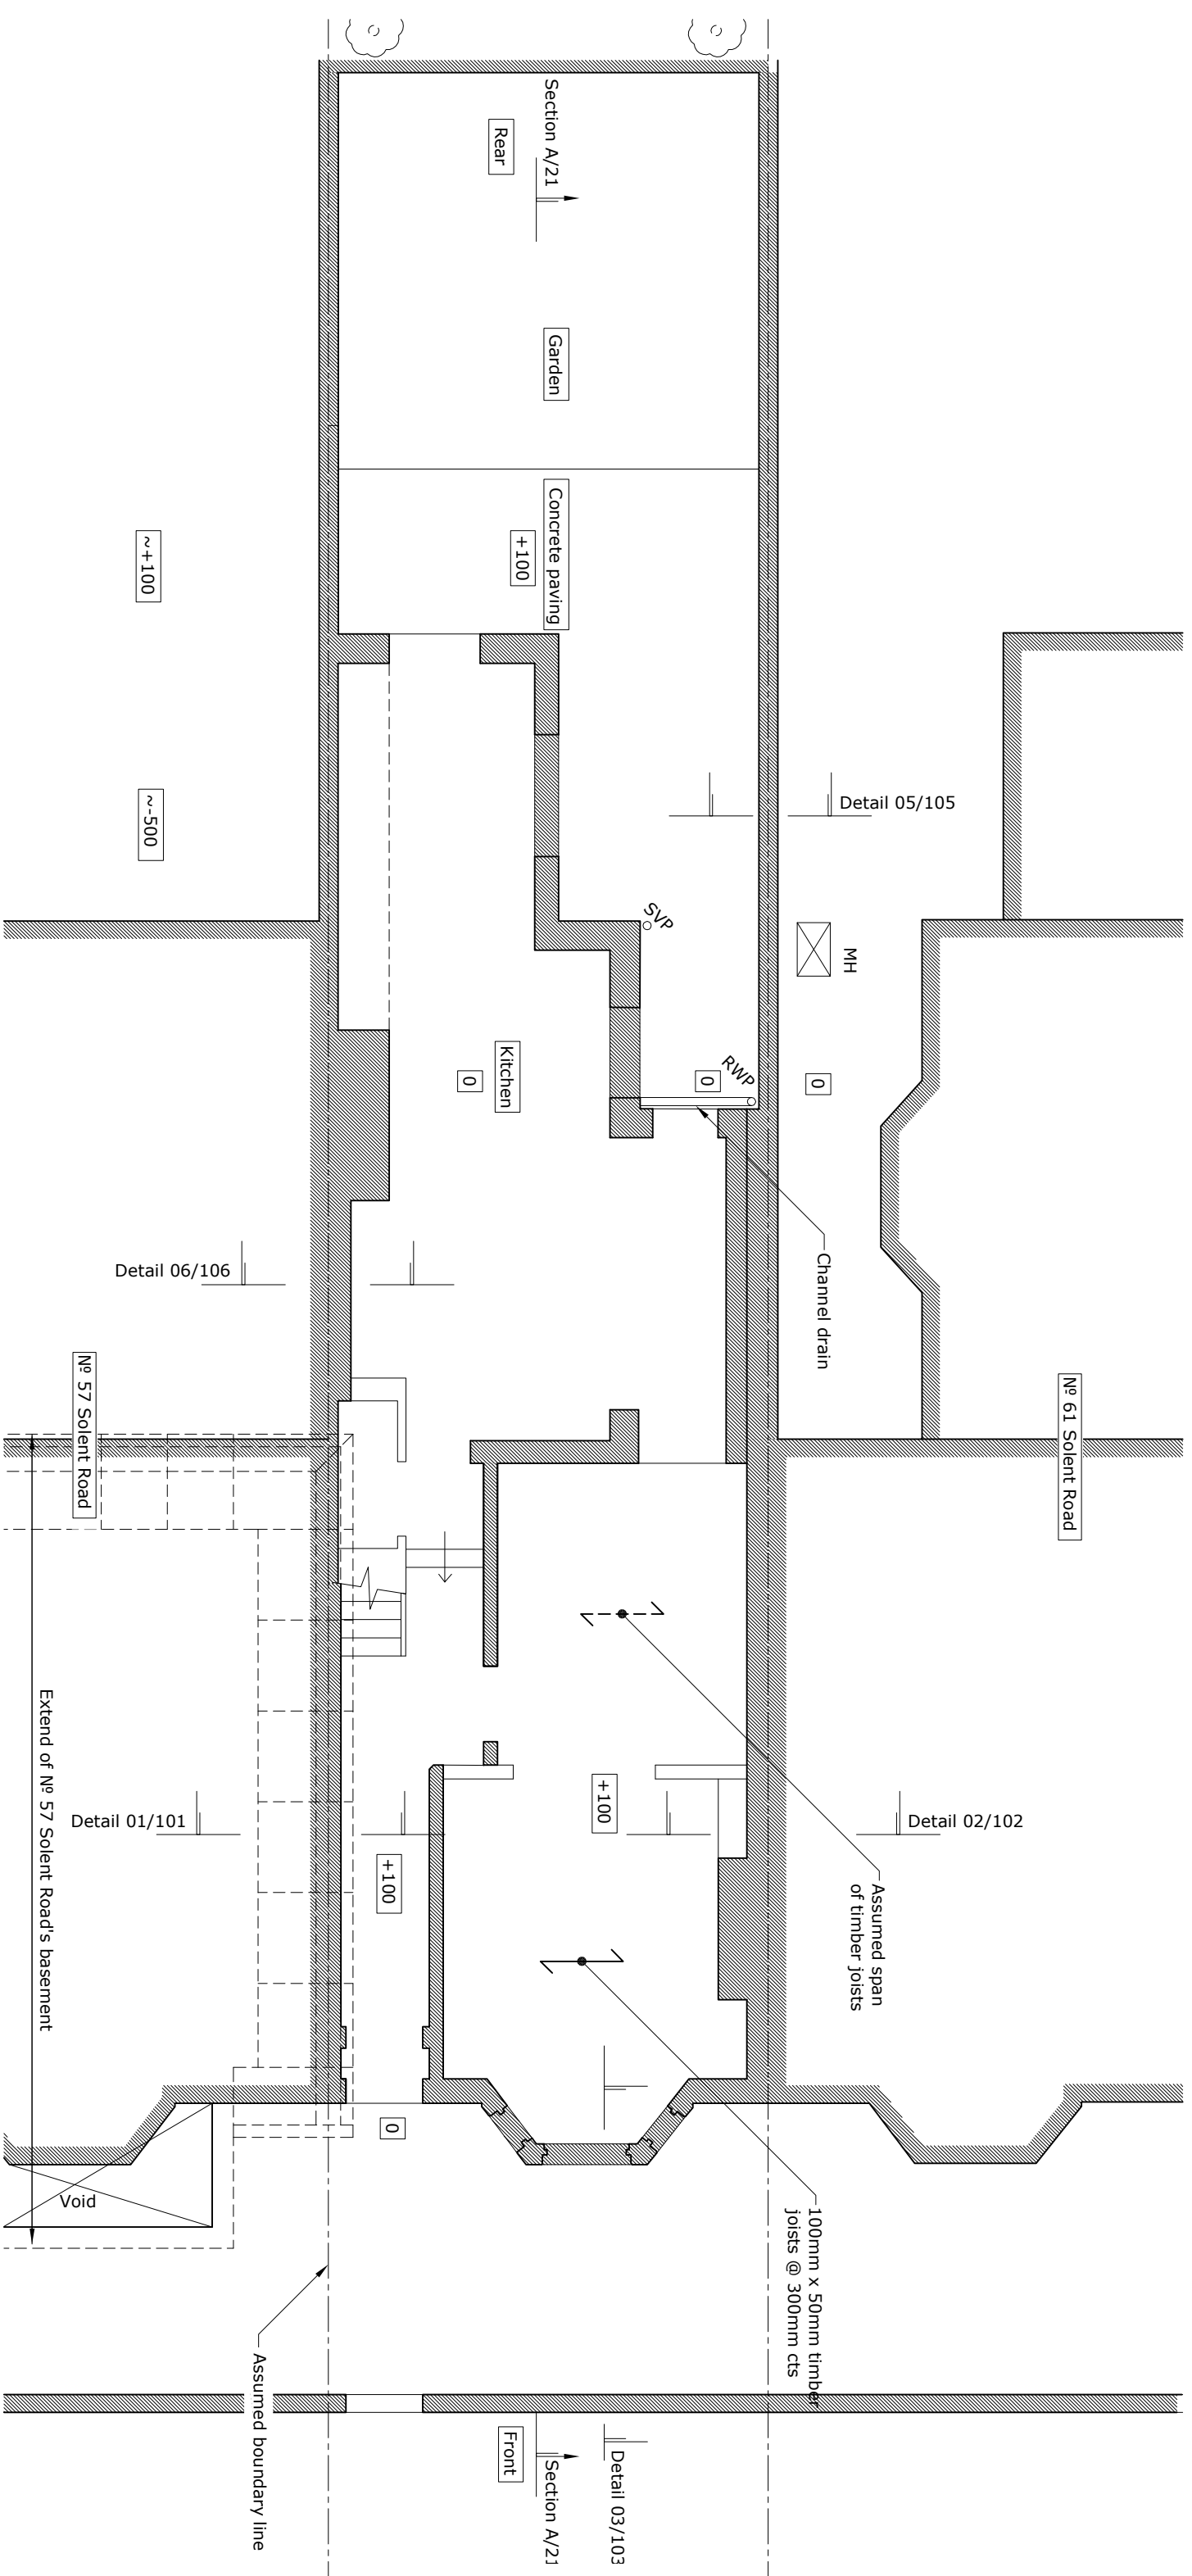 Section A/21
Rear
Garden
Concrete paving
+100
~+100
~-500
Detail 05/105
SVP
MH
RWP
0
0
Kitchen
0
Channel drain
Detail 06/106
Nº 57 Solent Road
Nº 61 Solent Road
Extend of Nº 57 Solent Road's basement
Detail 01/101
+100
+100
Detail 02/102
Assumed span
of timber joists
0
Void
100mm x 50mm timber
joists @ 300mm cts
Assumed boundary line
Front
Section A/21
Detail 03/103